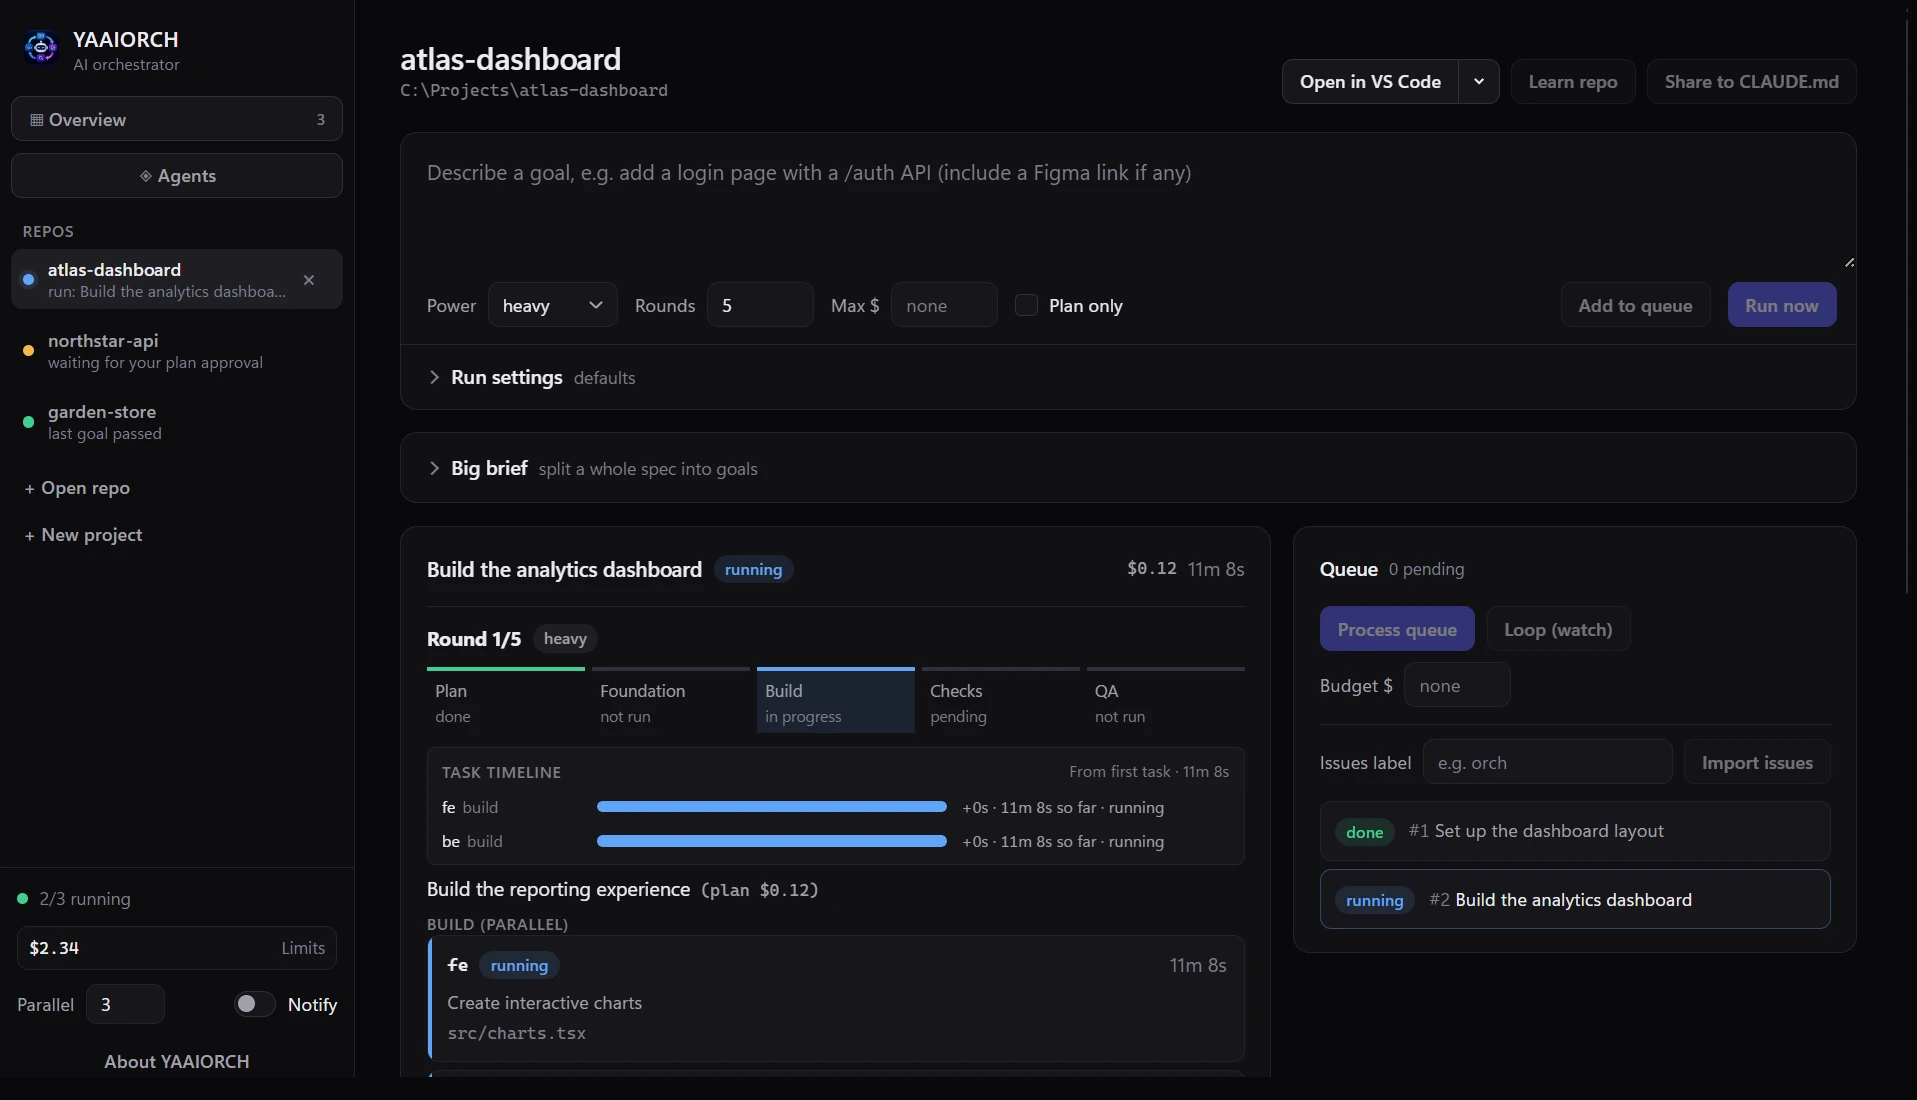 YAAIORCH
AI orchestrator
▦ Overview 3
◈ Agents
REPOS
atlas-dashboard ×
run: Build the analytics dashboa...
northstar-api
waiting for your plan approval
garden-store
last goal passed
+ Open repo
+ New project
2/3 running
$2.34 Limits
Parallel 3 Notify
About YAAIORCH
atlas-dashboard
C:\Projects\atlas-dashboard
Open in VS Code Learn repo Share to CLAUDE.md
Describe a goal, e.g. add a login page with a /auth API (include a Figma link if any)
Power heavy Rounds 5 Max $ none Plan only Add to queue Run now
Run settings defaults
Big brief split a whole spec into goals
Build the analytics dashboard running $0.12 11m 8s
Round 1/5 heavy
Plan Foundation Build Checks QA
done not run in progress pending not run
TASK TIMELINE From first task · 11m 8s
fe build +0s · 11m 8s so far · running
be build +0s · 11m 8s so far · running
Build the reporting experience (plan $0.12)
BUILD (PARALLEL)
fe running 11m 8s
Create interactive charts
src/charts.tsx
Queue 0 pending
Process queue Loop (watch)
Budget $ none
Issues label e.g. orch Import issues
done #1 Set up the dashboard layout
running #2 Build the analytics dashboard